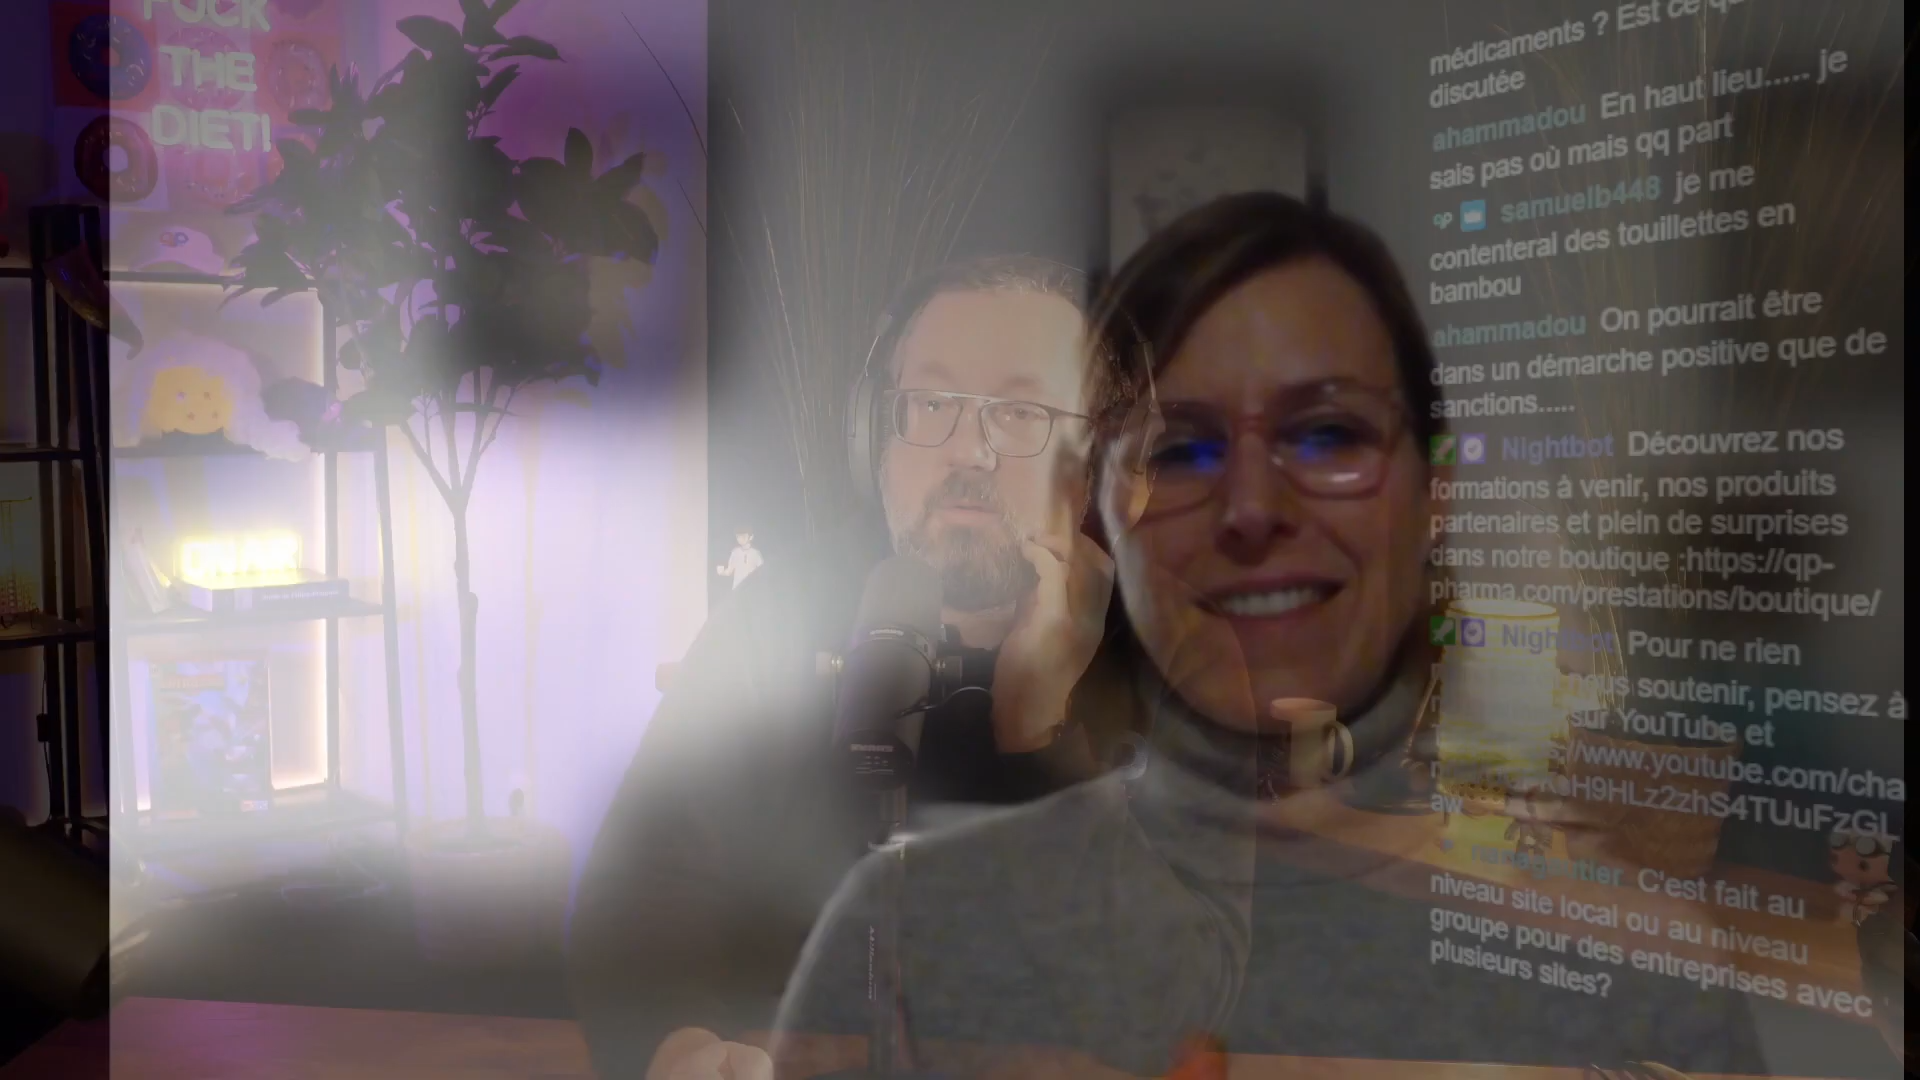 FUCK
THE
DIET!
médicaments ? Est ce
discutée
ahammadou En haut lieu..... je
sais pas où mais qq part
samuelb448 je me
contenterai des touillettes en
bambou
ahammadou On pourrait être
dans un démarche positive que de
sanctions.....
Nightbot Découvrez nos
formations à venir, nos produits
partenaires et plein de surprises
dans notre boutique :https://qp-
pharma.com/prestations/boutique/
Nightbot Pour ne rien
nous soutenir, pensez à
sur YouTube et
//www.youtube.com/cha
aw
C'est fait au
niveau site local ou au niveau
groupe pour des entreprises avec
plusieurs sites?